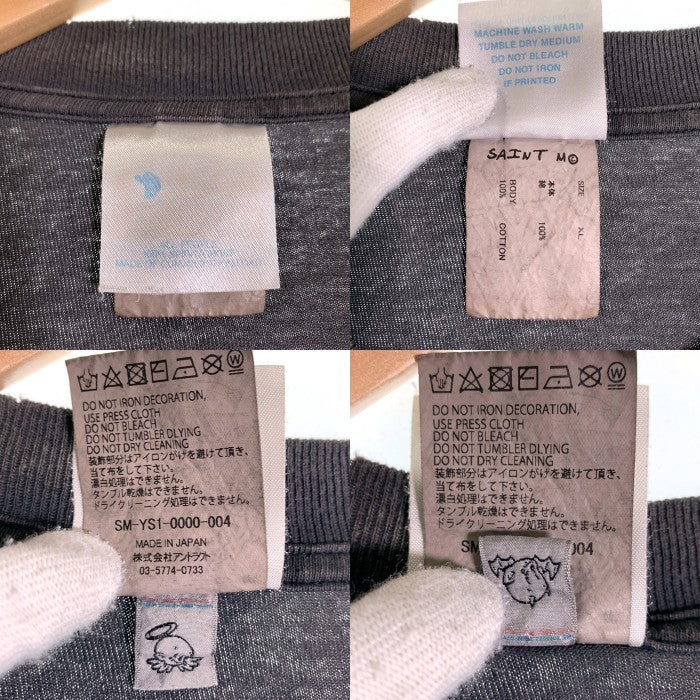 ALL PEOPLE
MACHINE WASH WARM
TUMBLE DRY MEDIUM
DO NOT BLEACH
DO NOT IRON
IF PRINTED
SAINT MO
SIZE XL
本体 綿 100%
BODY COTTON
100%
DO NOT IRON DECORATION,
USE PRESS CLOTH
DO NOT BLEACH
DO NOT TUMBLER DLYING
DO NOT DRY CLEANING
装飾部分はアイロンがけを避けて頂き、
当て布をして下さい。
漂白処理はできません。
タンブル乾燥はできません。
ドライクリーニング処理はできません。
SM-YS1-0000-004
MADE IN JAPAN
株式会社アントラクト
03-5774-0733
DO NOT IRON DECORATION,
USE PRESS CLOTH
DO NOT BLEACH
DO NOT TUMBLER DLYING
DO NOT DRY CLEANING
装飾部分はアイロンがけを避けて頂き、
当て布をして下さい。
漂白処理はできません。
タンブル乾燥はできません。
ドライクリーニング処理はできません。
SM 004